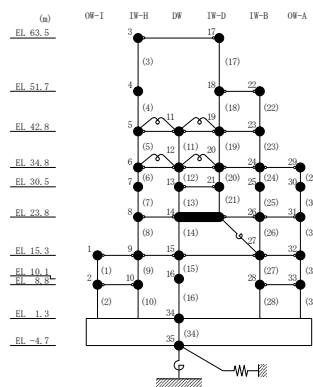 (m) OW-I IW-H DW IW-D IW-B OW-A
EL 63.5 3 17
(3) (17)
EL 51.7 4 18 22
(4) 11 19 (18) (22)
EL 42.8 5 23
(5) 12 (11) 20 (19) (23)
EL 34.8 6 24 29
(6) 13 (12) 21 (20) 25 (24)
EL 30.5 7 30
(7) (13) (21) (25)
EL 23.8 8 14 26 31
(8) (14) 27 (26)
EL 15.3 1 9 15 32
(1) (9) 16 (15) (27)
EL 10.1
EL 8.8 2 10 28 33
(2) (10) (16) (28)
EL 1.3 34
(34)
EL -4.7 35